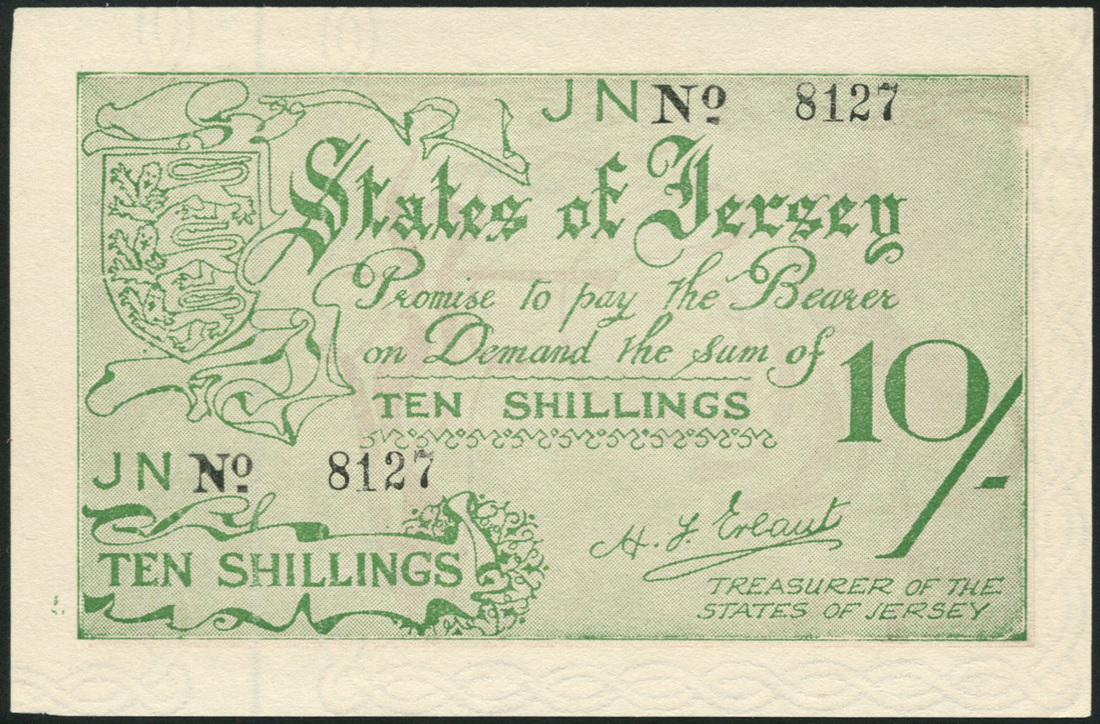 JN Nº 8127
States of Jersey
Promise to pay the Bearer
on Demand the sum of
TEN SHILLINGS
10/-
JN Nº 8127
TEN SHILLINGS
H. F. Ereaut
TREASURER OF THE
STATES OF JERSEY